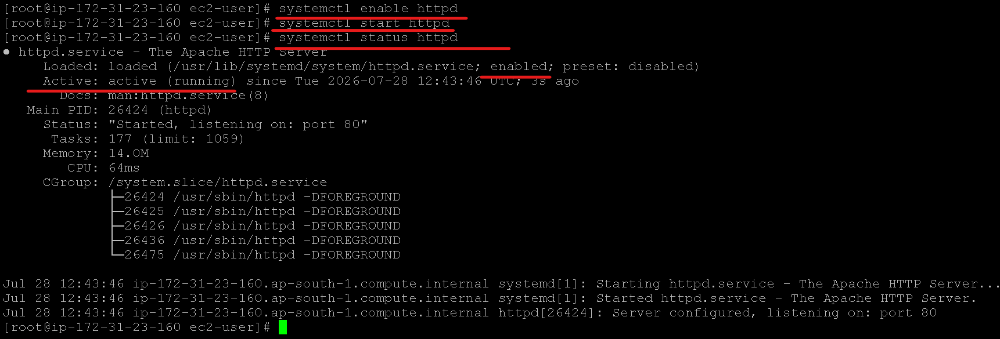 [root@ip-172-31-23-160 ec2-user]# systemctl enable httpd
[root@ip-172-31-23-160 ec2-user]# systemctl start httpd
[root@ip-172-31-23-160 ec2-user]# systemctl status httpd
● httpd.service - The Apache HTTP Server
     Loaded: loaded (/usr/lib/systemd/system/httpd.service; enabled; preset: disabled)
     Active: active (running) since Tue 2026-07-28 12:43:46 UTC; 3s ago
       Docs: man:httpd.service(8)
   Main PID: 26424 (httpd)
     Status: "Started, listening on: port 80"
      Tasks: 177 (limit: 1059)
     Memory: 14.0M
        CPU: 64ms
     CGroup: /system.slice/httpd.service
             ├─26424 /usr/sbin/httpd -DFOREGROUND
             ├─26425 /usr/sbin/httpd -DFOREGROUND
             ├─26426 /usr/sbin/httpd -DFOREGROUND
             ├─26436 /usr/sbin/httpd -DFOREGROUND
             └─26475 /usr/sbin/httpd -DFOREGROUND
Jul 28 12:43:46 ip-172-31-23-160.ap-south-1.compute.internal systemd[1]: Starting httpd.service - The Apache HTTP Server...
Jul 28 12:43:46 ip-172-31-23-160.ap-south-1.compute.internal systemd[1]: Started httpd.service - The Apache HTTP Server.
Jul 28 12:43:46 ip-172-31-23-160.ap-south-1.compute.internal httpd[26424]: Server configured, listening on: port 80
[root@ip-172-31-23-160 ec2-user]#